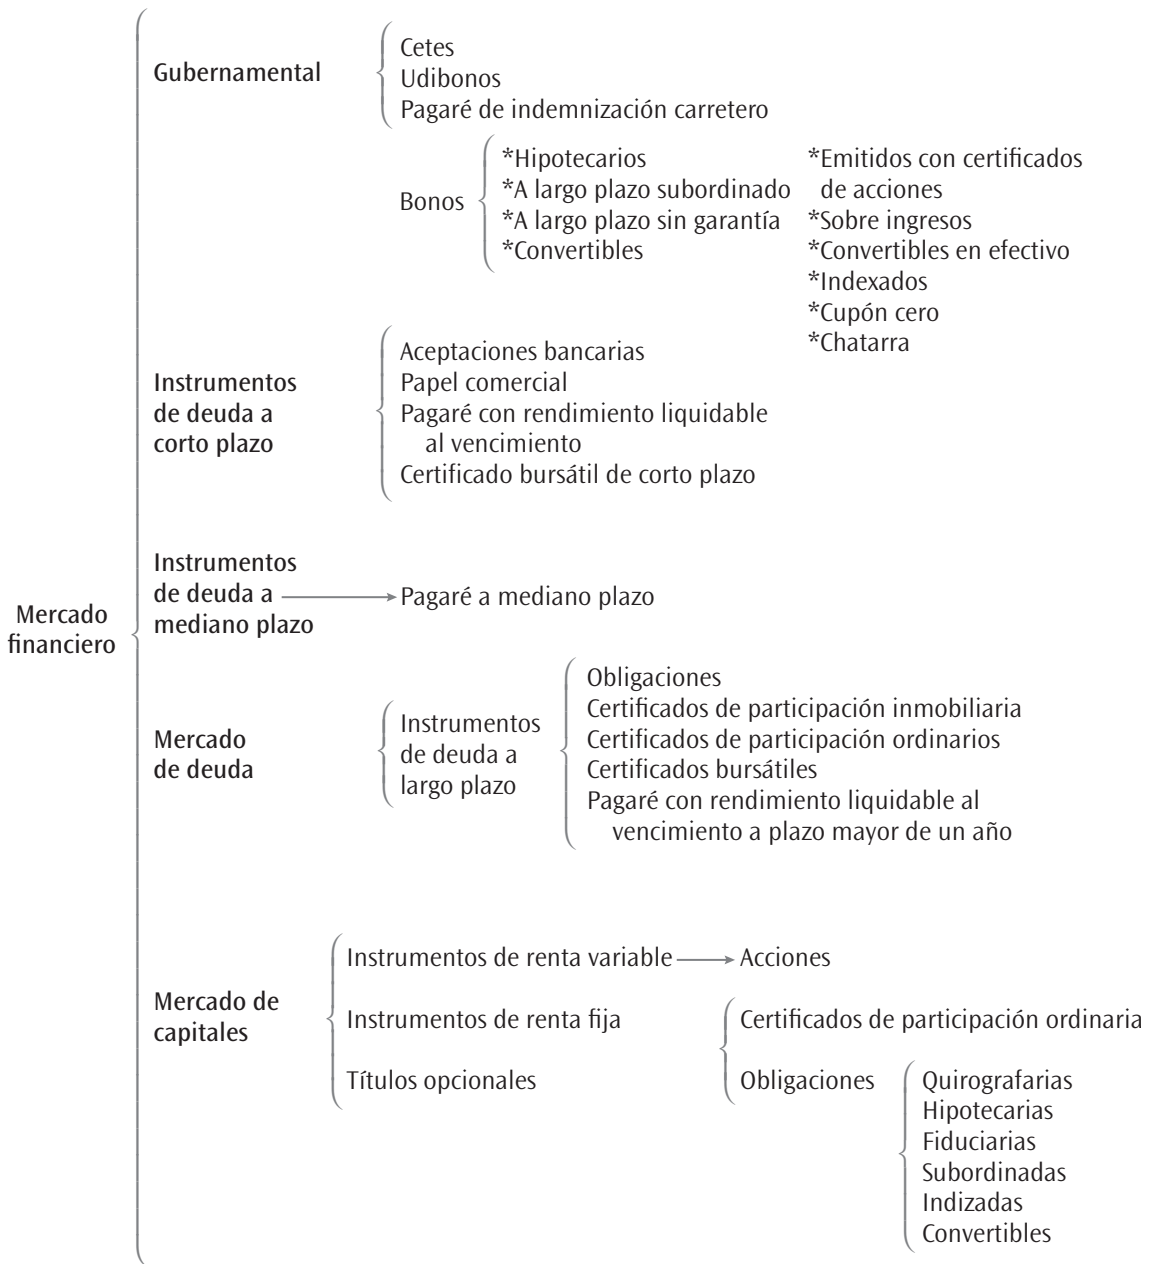 Mercado
financiero
Gubernamental
Cetes
Udibonos
Pagaré de indemnización carretero
Bonos
*Hipotecarios
*A largo plazo subordinado
*A largo plazo sin garantía
*Convertibles
*Emitidos con certificados
de acciones
*Sobre ingresos
*Convertibles en efectivo
*Indexados
*Cupón cero
*Chatarra
Instrumentos
de deuda a
corto plazo
Aceptaciones bancarias
Papel comercial
Pagaré con rendimiento liquidable
al vencimiento
Certificado bursátil de corto plazo
Instrumentos
de deuda a
mediano plazo
Pagaré a mediano plazo
Mercado
de deuda
Instrumentos
de deuda a
largo plazo
Obligaciones
Certificados de participación inmobiliaria
Certificados de participación ordinarios
Certificados bursátiles
Pagaré con rendimiento liquidable al
vencimiento a plazo mayor de un año
Mercado de
capitales
Instrumentos de renta variable
Acciones
Instrumentos de renta fija
Certificados de participación ordinaria
Obligaciones
Quirografarias
Hipotecarias
Fiduciarias
Subordinadas
Indizadas
Convertibles
Títulos opcionales